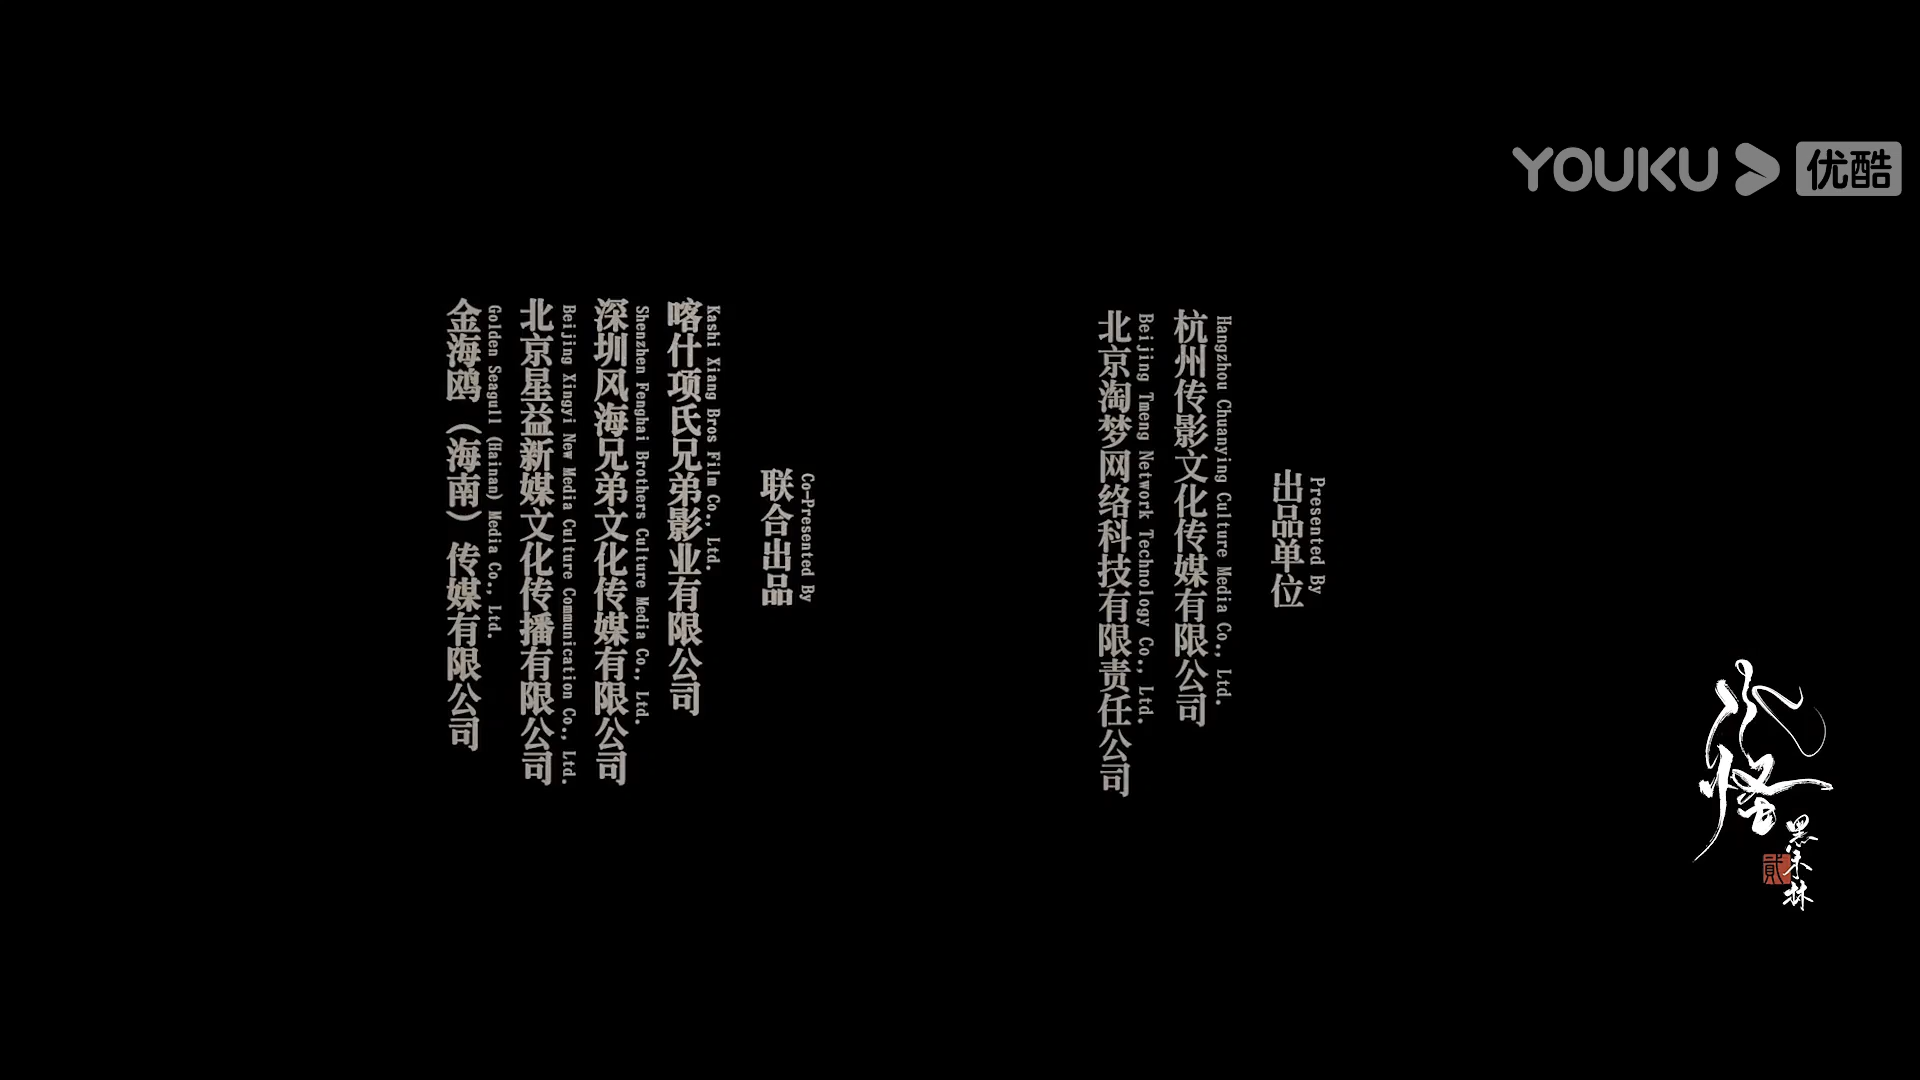 YOUKU 优酷
出品单位
Presented By
杭州传影文化传媒有限公司
Hangzhou Chuanying Culture Media Co., Ltd.
北京淘梦网络科技有限责任公司
Beijing Tmeng Network Technology Co., Ltd.
联合出品
Co-Presented By
喀什项氏兄弟影业有限公司
Kashi Xiang Bros Film Co., Ltd.
深圳风海兄弟文化传媒有限公司
Shenzhen Fenghai Brothers Culture Media Co., Ltd.
北京星益新媒文化传播有限公司
Beijing Xingyi New Media Culture Communication Co., Ltd.
金海鸥（海南）传媒有限公司
Golden Seagull (Hainan) Media Co., Ltd.
水怪
贰
黑木林